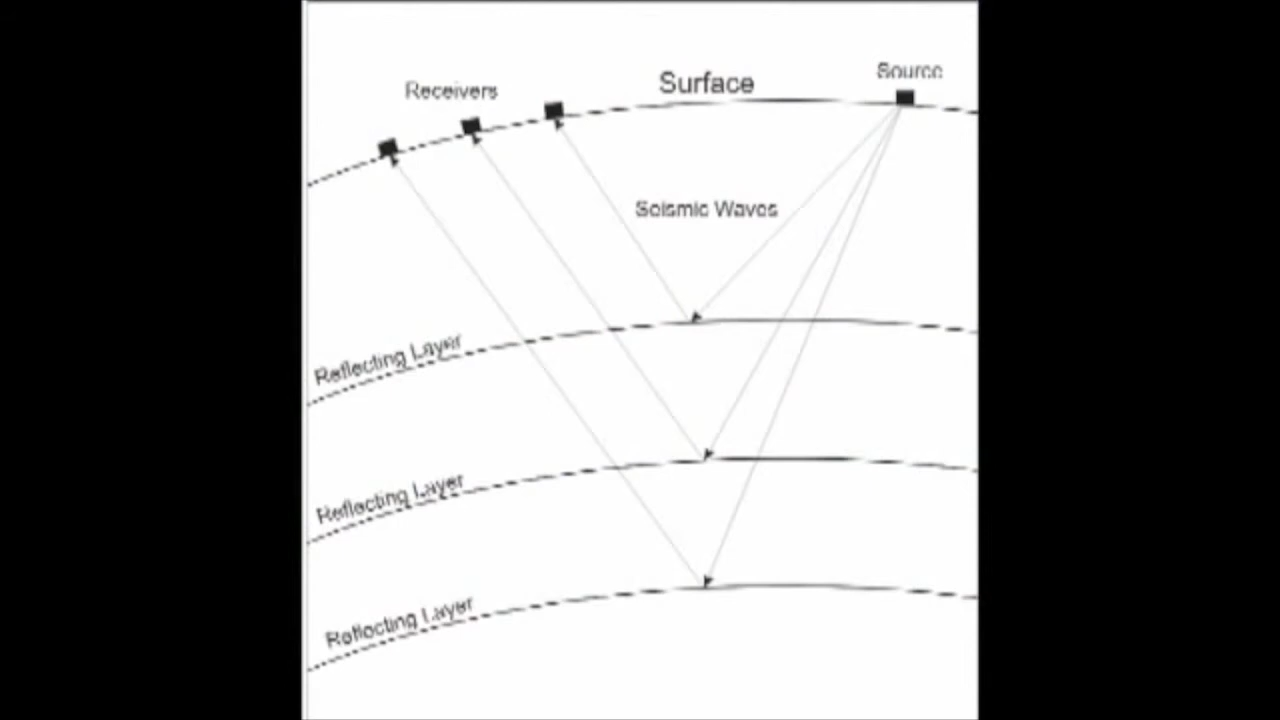 Source
Surface
Receivers
Seismic Waves
Reflecting Layer
Reflecting Layer
Reflecting Layer